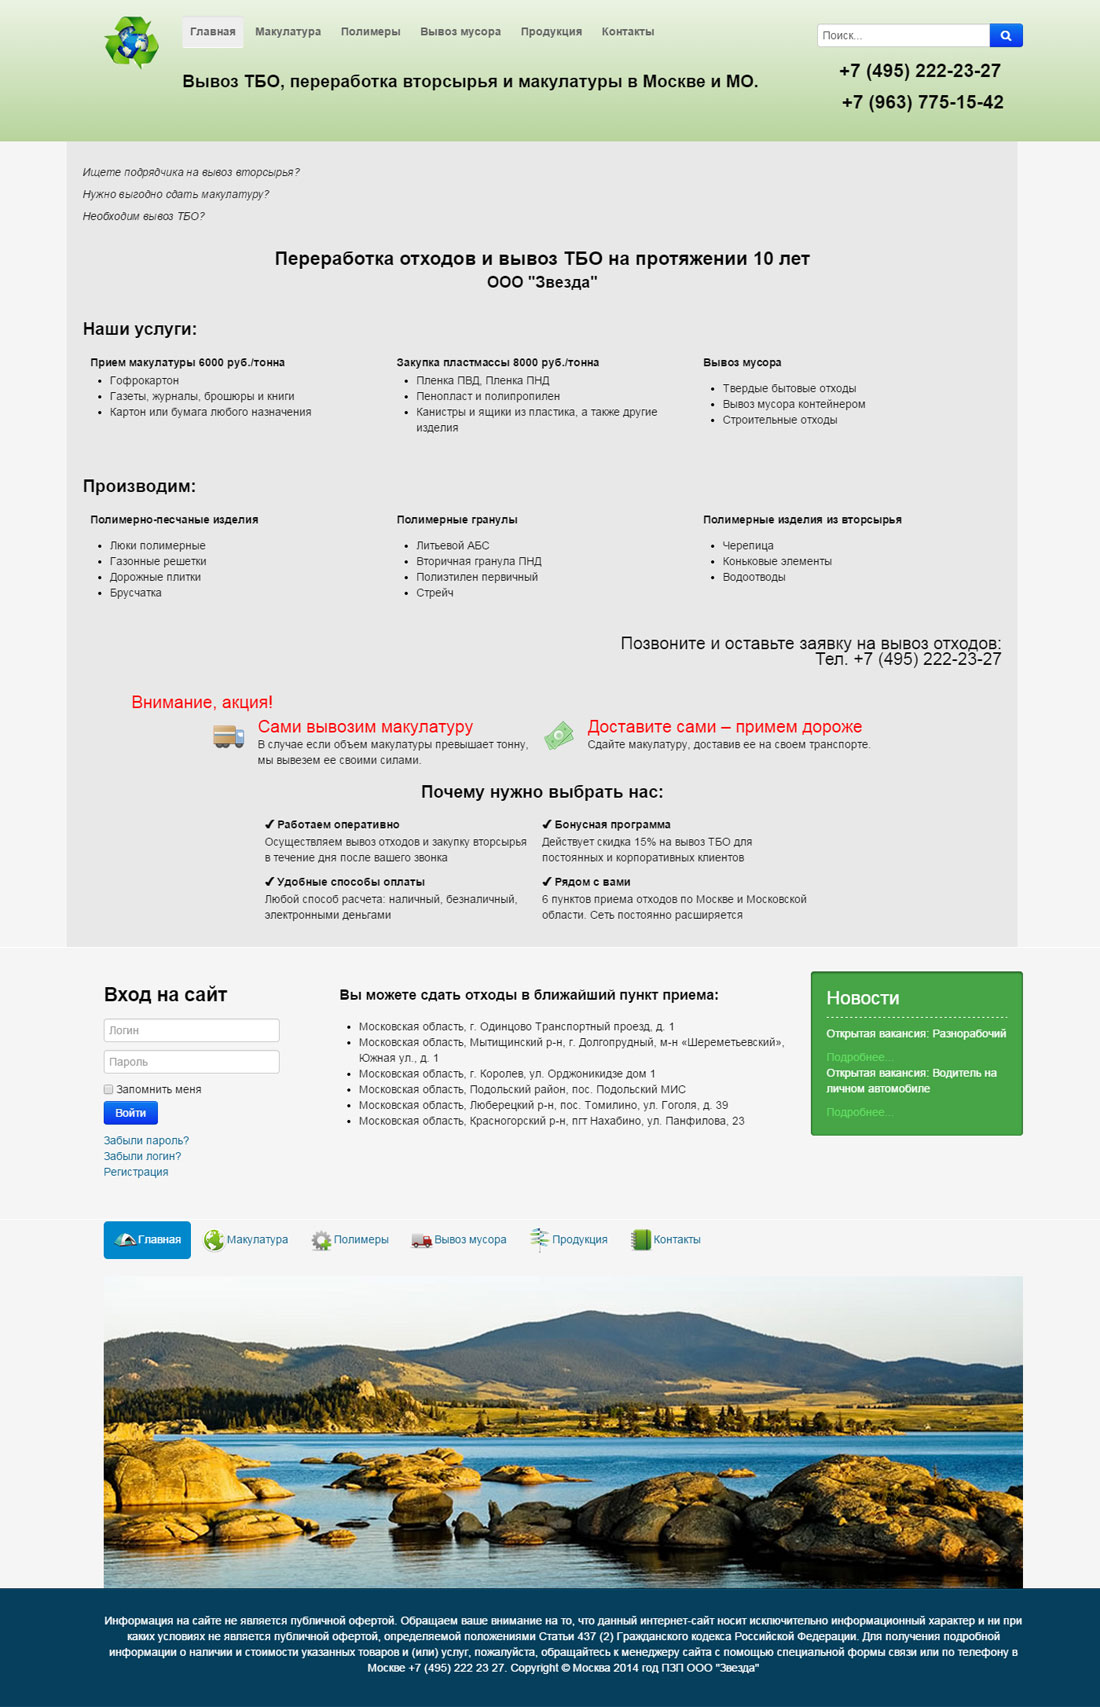 Главная Макулатура Полимеры Вывоз мусора Продукция Контакты
Поиск...
Вывоз ТБО, переработка вторсырья и макулатуры в Москве и МО.
+7 (495) 222-23-27
+7 (963) 775-15-42
Ищете подрядчика на вывоз вторсырья?
Нужно выгодно сдать макулатуру?
Необходим вывоз ТБО?
Переработка отходов и вывоз ТБО на протяжении 10 лет
ООО "Звезда"
Наши услуги:
Прием макулатуры 6000 руб./тонна
Гофрокартон
Газеты, журналы, брошюры и книги
Картон или бумага любого назначения
Закупка пластмассы 8000 руб./тонна
Пленка ПВД, Пленка ПНД
Пенопласт и полипропилен
Канистры и ящики из пластика, а также другие
изделия
Вывоз мусора
Твердые бытовые отходы
Вывоз мусора контейнером
Строительные отходы
Производим:
Полимерно-песчаные изделия
Люки полимерные
Газонные решетки
Дорожные плитки
Брусчатка
Полимерные гранулы
Литьевой АБС
Вторичная гранула ПНД
Полиэтилен первичный
Стрейч
Полимерные изделия из вторсырья
Черепица
Коньковые элементы
Водоотводы
Позвоните и оставьте заявку на вывоз отходов:
Тел. +7 (495) 222-23-27
Внимание, акция!
Сами вывозим макулатуру
В случае если объем макулатуры превышает тонну,
мы вывезем ее своими силами.
Доставите сами – примем дороже
Сдайте макулатуру, доставив ее на своем транспорте.
Почему нужно выбрать нас:
✔ Работаем оперативно
Осуществляем вывоз отходов и закупку вторсырья
в течение дня после вашего звонка
✔ Бонусная программа
Действует скидка 15% на вывоз ТБО для
постоянных и корпоративных клиентов
✔ Удобные способы оплаты
Любой способ расчета: наличный, безналичный,
электронными деньгами
✔ Рядом с вами
6 пунктов приема отходов по Москве и Московской
области. Сеть постоянно расширяется
Вход на сайт
Логин
Пароль
Запомнить меня
Войти
Забыли пароль?
Забыли логин?
Регистрация
Вы можете сдать отходы в ближайший пункт приема:
Московская область, г. Одинцово Транспортный проезд, д. 1
Московская область, Мытищинский р-н, г. Долгопрудный, м-н «Шереметьевский»,
Южная ул., д. 1
Московская область, г. Королев, ул. Орджоникидзе дом 1
Московская область, Подольский район, пос. Подольский МИС
Московская область, Люберецкий р-н, пос. Томилино, ул. Гоголя, д. 39
Московская область, Красногорский р-н, пгт Нахабино, ул. Панфилова, 23
Новости
Открытая вакансия: Разнорабочий
Подробнее...
Открытая вакансия: Водитель на
личном автомобиле
Подробнее...
Главная Макулатура Полимеры Вывоз мусора Продукция Контакты
Информация на сайте не является публичной офертой. Обращаем ваше внимание на то, что данный интернет-сайт носит исключительно информационный характер и ни при
каких условиях не является публичной офертой, определяемой положениями Статьи 437 (2) Гражданского кодекса Российской Федерации. Для получения подробной
информации о наличии и стоимости указанных товаров и (или) услуг, пожалуйста, обращайтесь к менеджеру сайта с помощью специальной формы связи или по телефону в
Москве +7 (495) 222 23 27. Copyright © Москва 2014 год ПЗП ООО "Звезда"